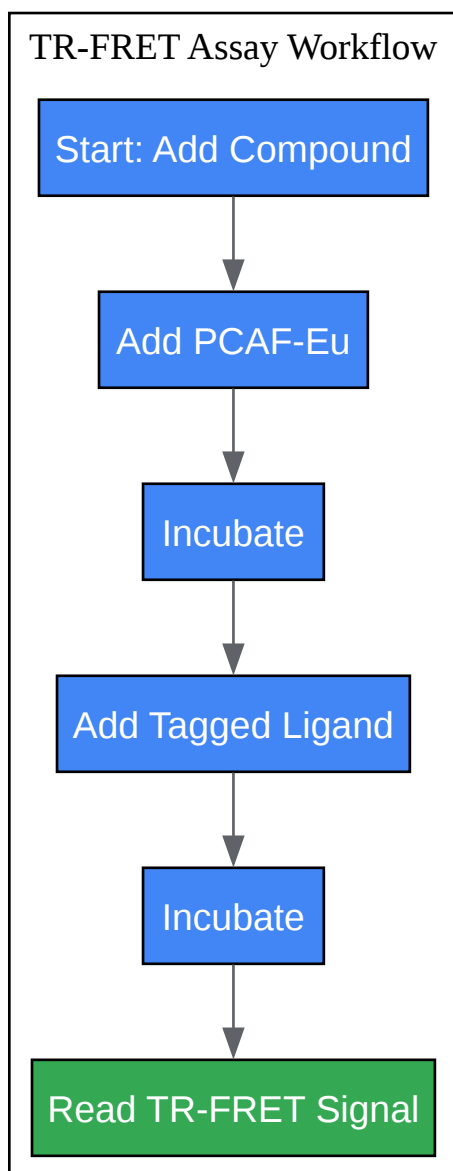 TR-FRET Assay Workflow
Start: Add Compound
Add PCAF-Eu
Incubate
Add Tagged Ligand
Incubate
Read TR-FRET Signal